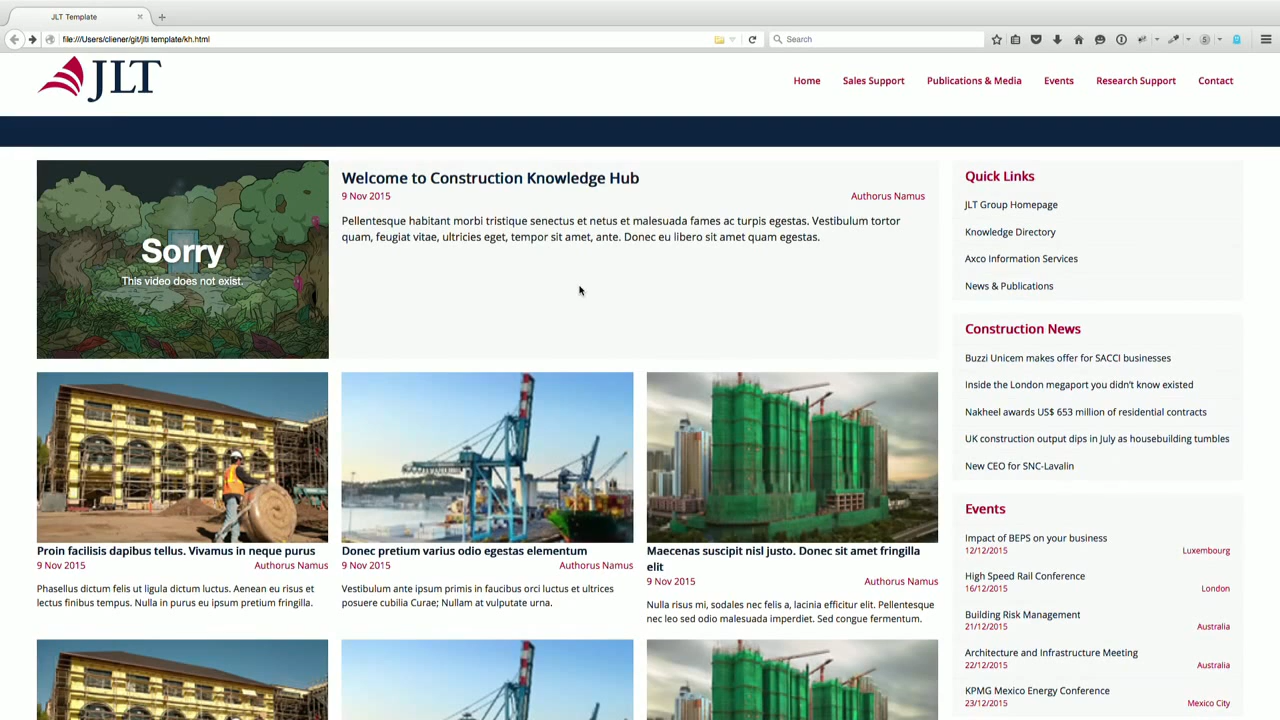 JLT Template
file:///Users/cliener/git/jlti template/kh.html
Search
JLT
Home
Sales Support
Publications & Media
Events
Research Support
Contact
Sorry
This video does not exist.
Welcome to Construction Knowledge Hub
9 Nov 2015
Authorus Namus
Pellentesque habitant morbi tristique senectus et netus et malesuada fames ac turpis egestas. Vestibulum tortor
quam, feugiat vitae, ultricies eget, tempor sit amet, ante. Donec eu libero sit amet quam egestas.
Proin facilisis dapibus tellus. Vivamus in neque purus
9 Nov 2015
Authorus Namus
Phasellus dictum felis ut ligula dictum luctus. Aenean eu risus et
lectus finibus tempus. Nulla in purus eu ipsum pretium fringilla.
Donec pretium varius odio egestas elementum
9 Nov 2015
Authorus Namus
Vestibulum ante ipsum primis in faucibus orci luctus et ultrices
posuere cubilia Curae; Nullam at vulputate urna.
Maecenas suscipit nisl justo. Donec sit amet fringilla
elit
9 Nov 2015
Authorus Namus
Nulla risus mi, sodales nec felis a, lacinia efficitur elit. Pellentesque
nec leo sed odio malesuada imperdiet. Sed congue fermentum.
Quick Links
JLT Group Homepage
Knowledge Directory
Axco Information Services
News & Publications
Construction News
Buzzi Unicem makes offer for SACCI businesses
Inside the London megaport you didn't know existed
Nakheel awards US$ 653 million of residential contracts
UK construction output dips in July as housebuilding tumbles
New CEO for SNC-Lavalin
Events
Impact of BEPS on your business
12/12/2015
Luxembourg
High Speed Rail Conference
16/12/2015
London
Building Risk Management
21/12/2015
Australia
Architecture and Infrastructure Meeting
22/12/2015
Australia
KPMG Mexico Energy Conference
23/12/2015
Mexico City